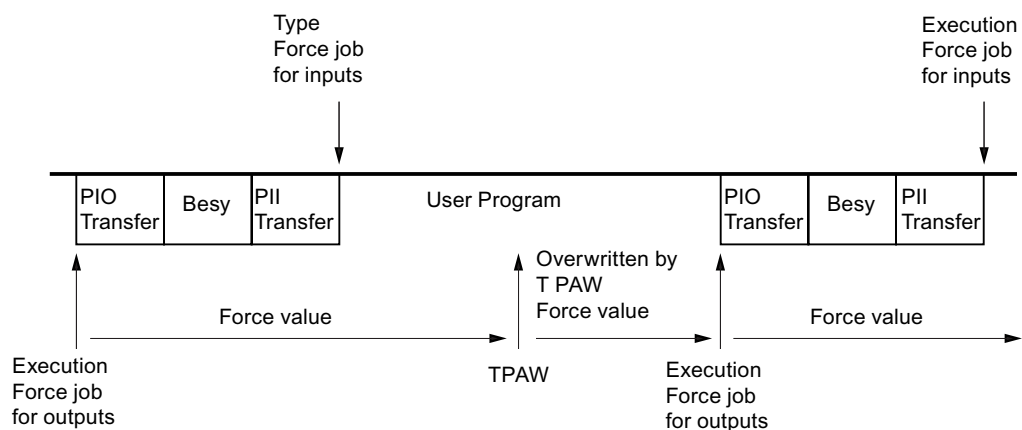 Type
Force job
for inputs
Execution
Force job
for inputs
PIO
Transfer
Besy
PII
Transfer
User Program
PIO
Transfer
Besy
PII
Transfer
Force value
Overwritten by
T PAW
Force value
Force value
Execution
Force job
for outputs
TPAW
Execution
Force job
for outputs